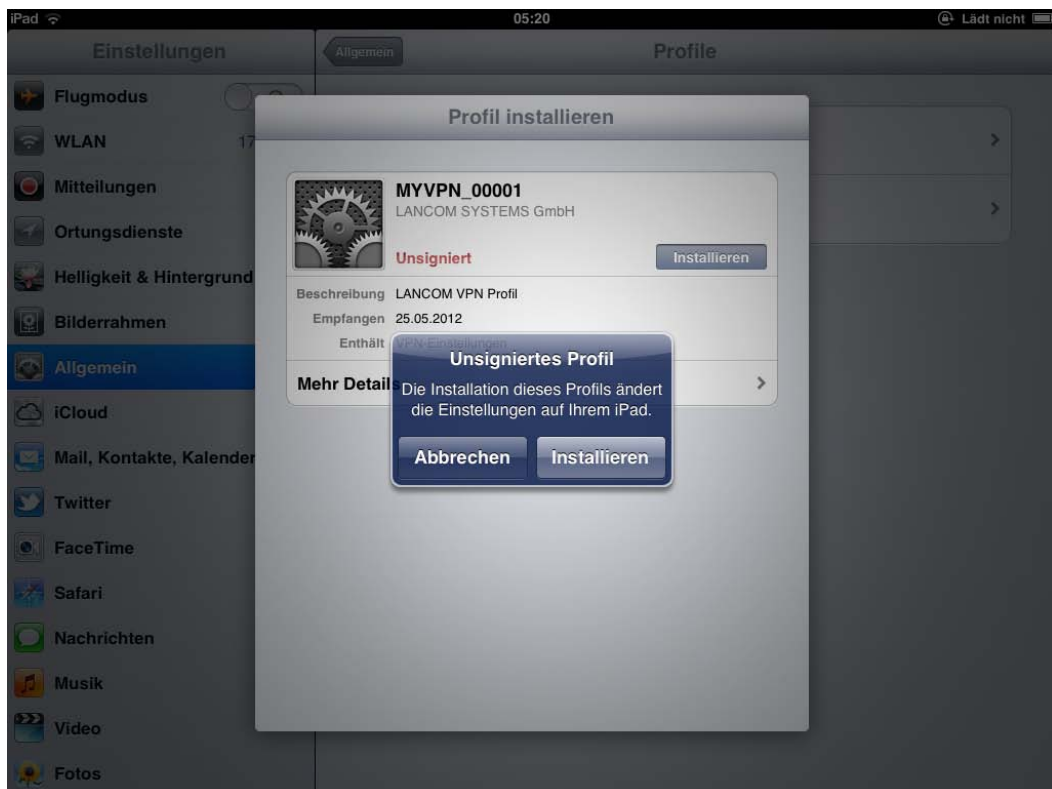 iPad
05:20
Lädt nicht
Einstellungen
Allgemein
Profile
Flugmodus
WLAN
17
Mitteilungen
Ortungsdienste
Helligkeit & Hintergrund
Bilderrahmen
Allgemein
iCloud
Mail, Kontakte, Kalender
Twitter
FaceTime
Safari
Nachrichten
Musik
Video
Fotos
Profil installieren
MYVPN_00001
LANCOM SYSTEMS GmbH
Unsigniert
Installieren
Beschreibung LANCOM VPN Profil
Empfangen 25.05.2012
Enthält VPN-Einstellungen
Mehr Details
Unsigniertes Profil
Die Installation dieses Profils ändert
die Einstellungen auf Ihrem iPad.
Abbrechen
Installieren